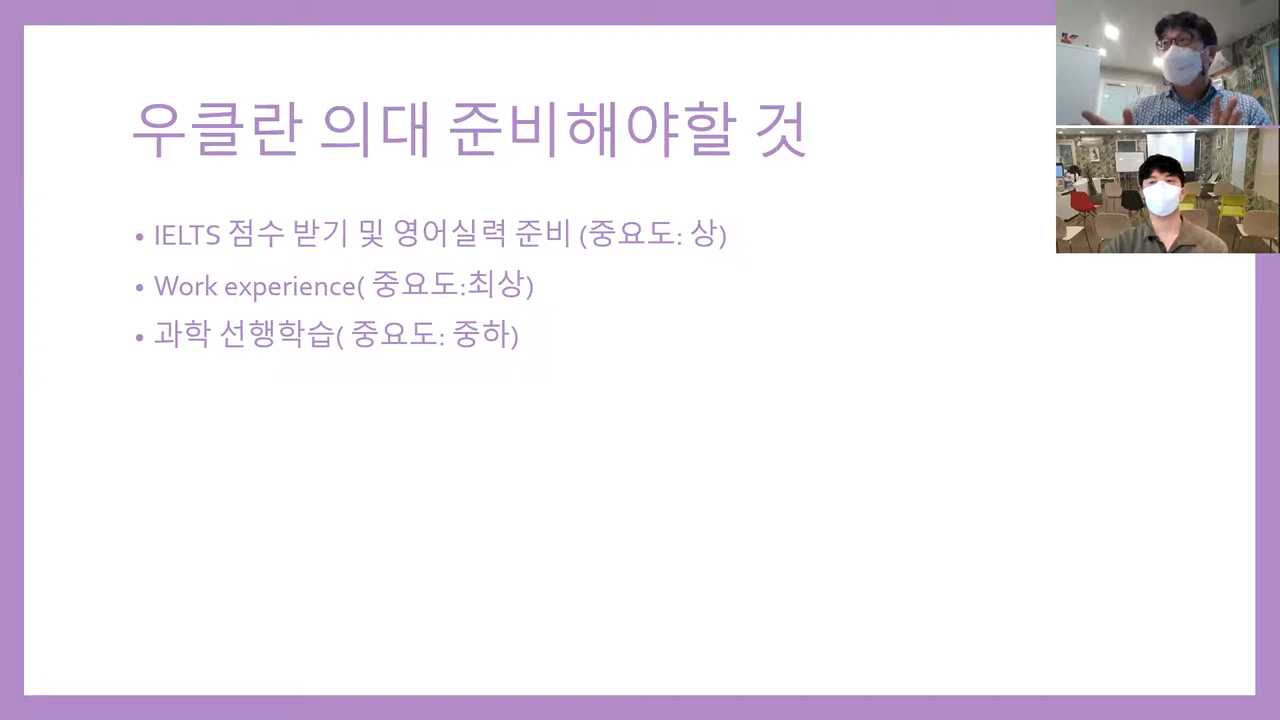 우클란 의대 준비해야할 것
• IELTS 점수 받기 및 영어실력 준비 (중요도: 상)
• Work experience( 중요도:최상)
• 과학 선행학습( 중요도: 중하)